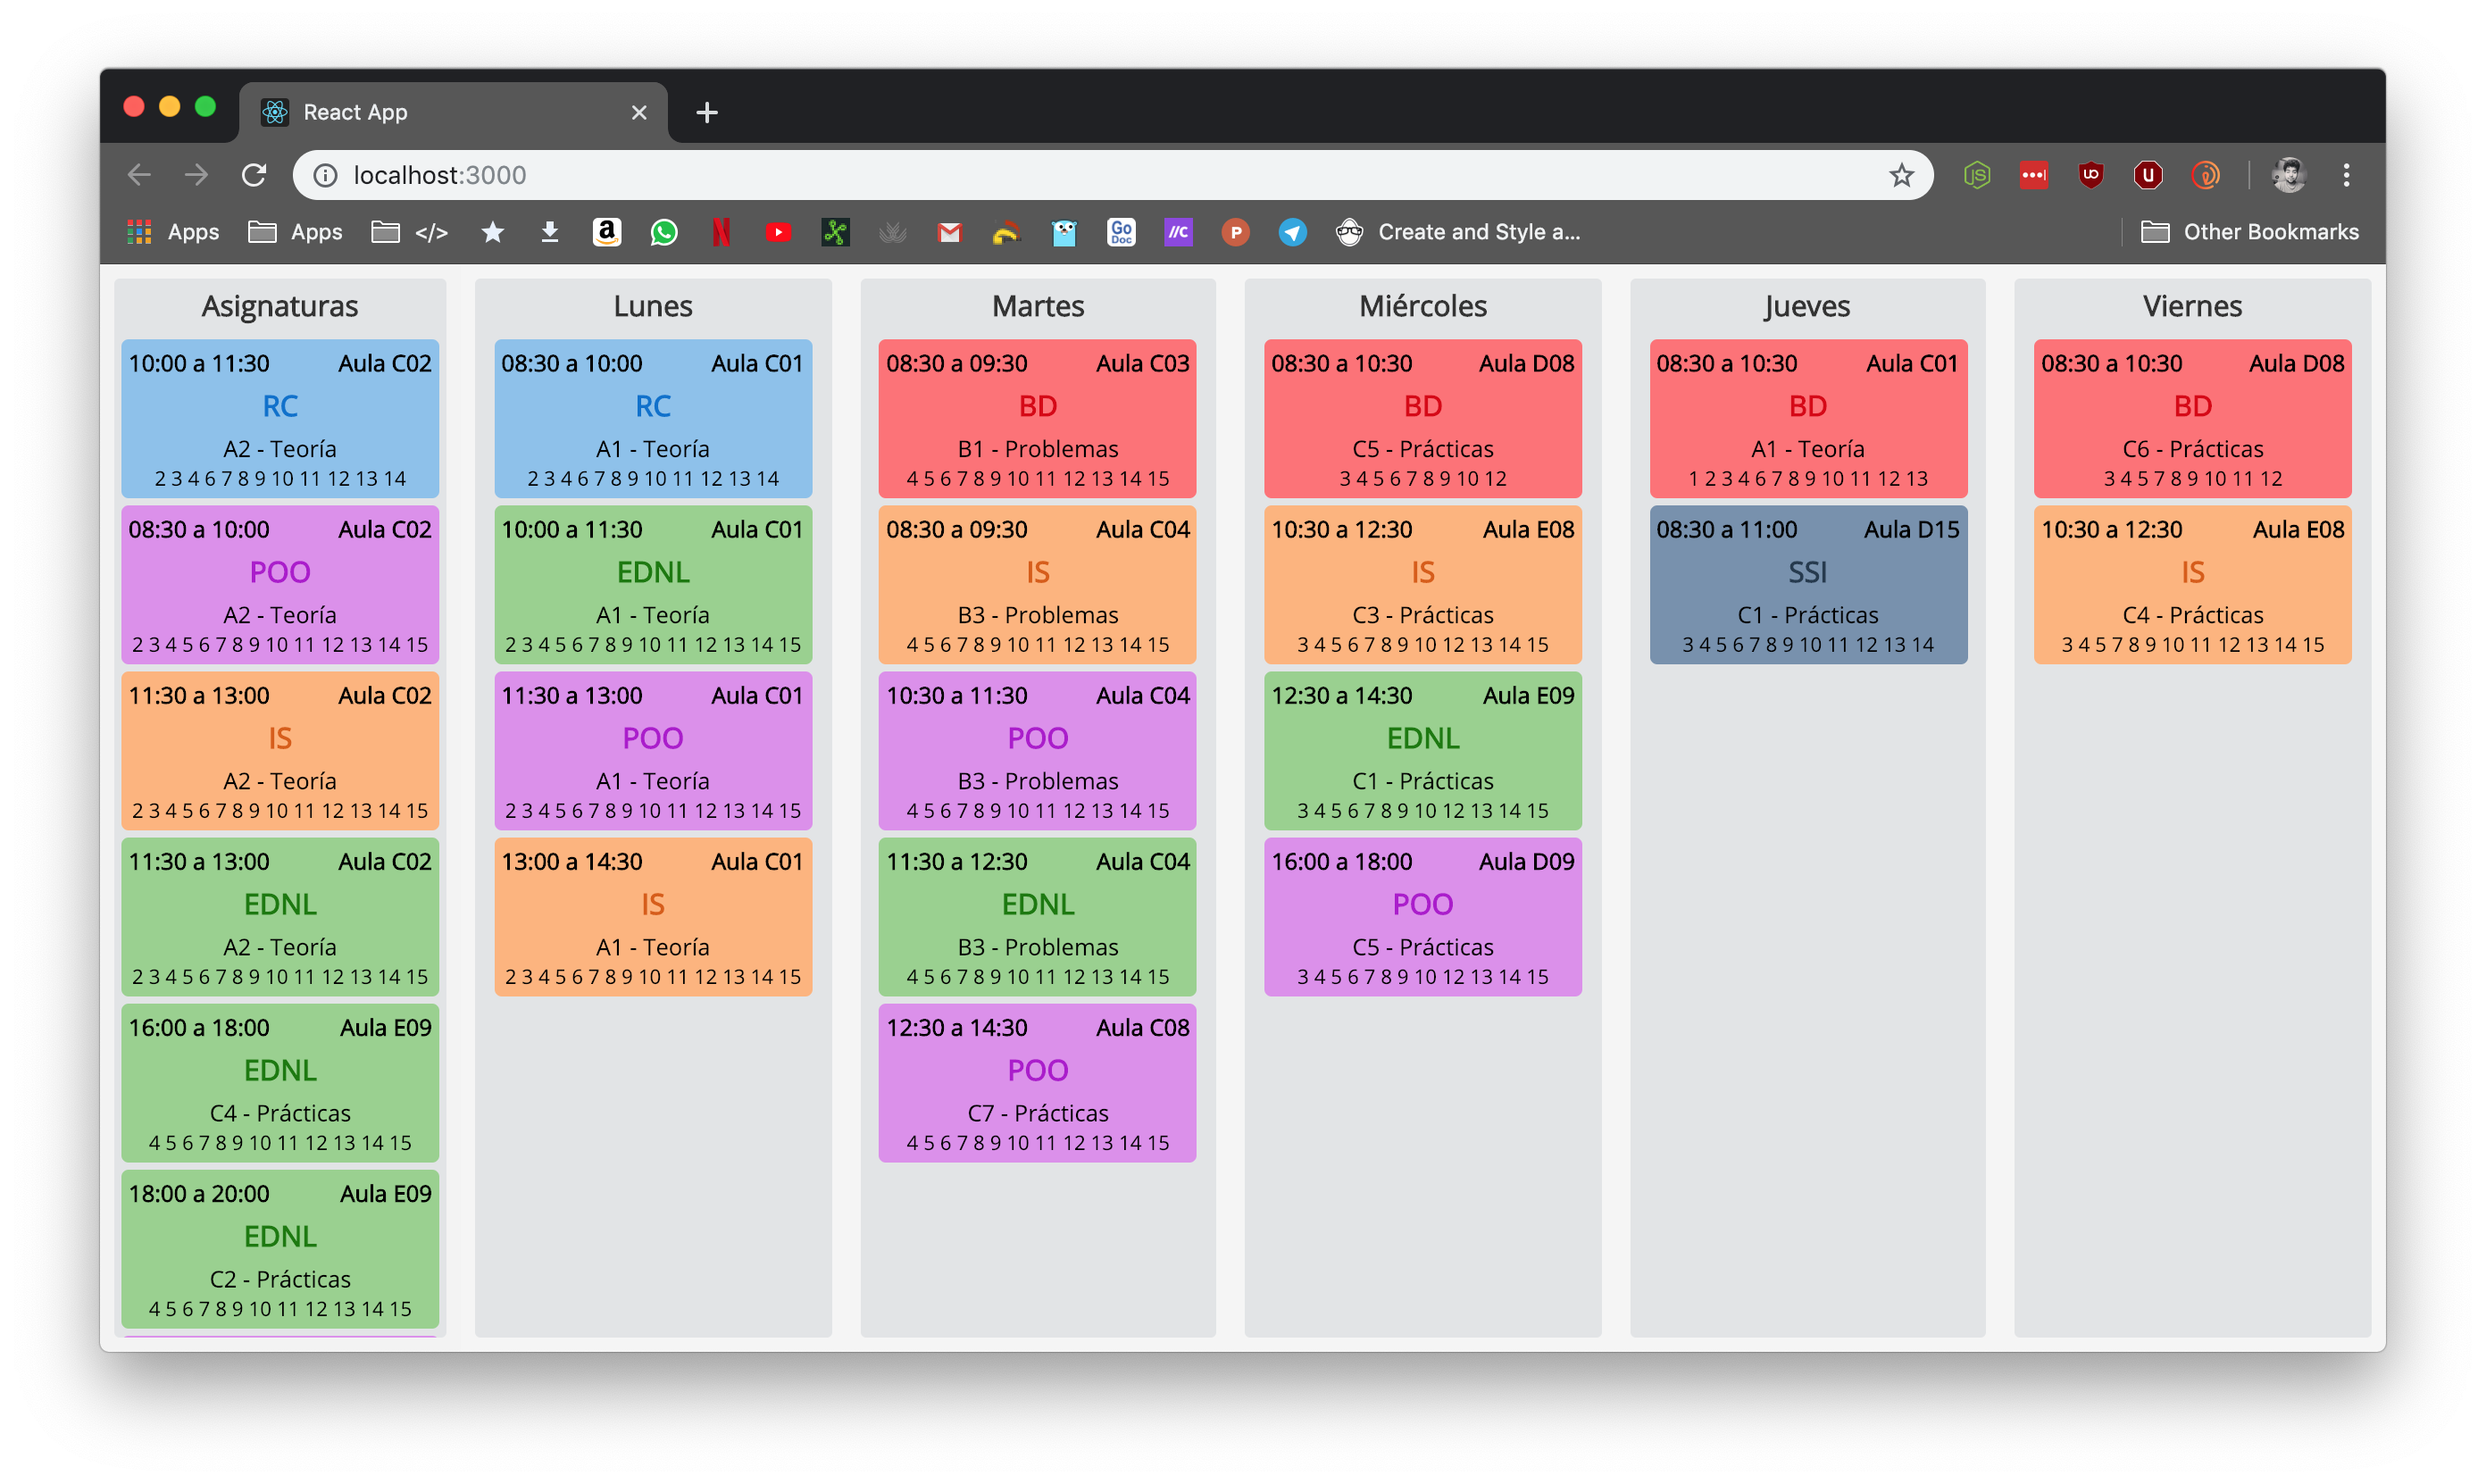 React App
localhost:3000
Apps
Apps
</>
a
Go
Doc
//C
P
Create and Style a...
Other Bookmarks
JS
U
Asignaturas
10:00 a 11:30 Aula C02
RC
A2 - Teoría
2 3 4 6 7 8 9 10 11 12 13 14
08:30 a 10:00 Aula C02
POO
A2 - Teoría
2 3 4 5 6 7 8 9 10 11 12 13 14 15
11:30 a 13:00 Aula C02
IS
A2 - Teoría
2 3 4 5 6 7 8 9 10 11 12 13 14 15
11:30 a 13:00 Aula C02
EDNL
A2 - Teoría
2 3 4 5 6 7 8 9 10 11 12 13 14 15
16:00 a 18:00 Aula E09
EDNL
C4 - Prácticas
4 5 6 7 8 9 10 11 12 13 14 15
18:00 a 20:00 Aula E09
EDNL
C2 - Prácticas
4 5 6 7 8 9 10 11 12 13 14 15
Lunes
08:30 a 10:00 Aula C01
RC
A1 - Teoría
2 3 4 6 7 8 9 10 11 12 13 14
10:00 a 11:30 Aula C01
EDNL
A1 - Teoría
2 3 4 5 6 7 8 9 10 11 12 13 14 15
11:30 a 13:00 Aula C01
POO
A1 - Teoría
2 3 4 5 6 7 8 9 10 11 12 13 14 15
13:00 a 14:30 Aula C01
IS
A1 - Teoría
2 3 4 5 6 7 8 9 10 11 12 13 14 15
Martes
08:30 a 09:30 Aula C03
BD
B1 - Problemas
4 5 6 7 8 9 10 11 12 13 14 15
08:30 a 09:30 Aula C04
IS
B3 - Problemas
4 5 6 7 8 9 10 11 12 13 14 15
10:30 a 11:30 Aula C04
POO
B3 - Problemas
4 5 6 7 8 9 10 11 12 13 14 15
11:30 a 12:30 Aula C04
EDNL
B3 - Problemas
4 5 6 7 8 9 10 11 12 13 14 15
12:30 a 14:30 Aula C08
POO
C7 - Prácticas
4 5 6 7 8 9 10 11 12 13 14 15
Miércoles
08:30 a 10:30 Aula D08
BD
C5 - Prácticas
3 4 5 6 7 8 9 10 12
10:30 a 12:30 Aula E08
IS
C3 - Prácticas
3 4 5 6 7 8 9 10 12 13 14 15
12:30 a 14:30 Aula E09
EDNL
C1 - Prácticas
3 4 5 6 7 8 9 10 12 13 14 15
16:00 a 18:00 Aula D09
POO
C5 - Prácticas
3 4 5 6 7 8 9 10 12 13 14 15
Jueves
08:30 a 10:30 Aula C01
BD
A1 - Teoría
1 2 3 4 6 7 8 9 10 11 12 13
08:30 a 11:00 Aula D15
SSI
C1 - Prácticas
3 4 5 6 7 8 9 10 11 12 13 14
Viernes
08:30 a 10:30 Aula D08
BD
C6 - Prácticas
3 4 5 7 8 9 10 11 12
10:30 a 12:30 Aula E08
IS
C4 - Prácticas
3 4 5 7 8 9 10 11 12 13 14 15